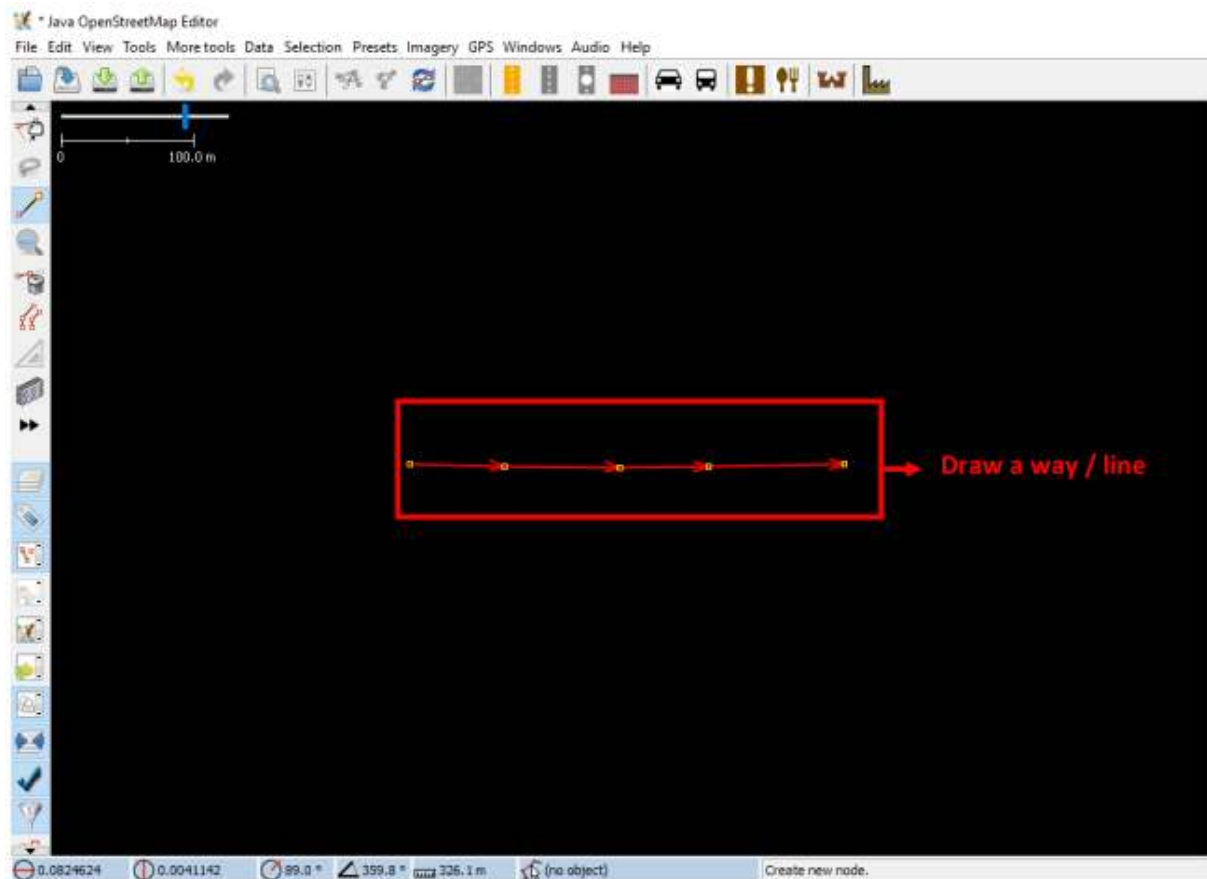 * Java OpenStreetMap Editor
File Edit View Tools More tools Data Selection Presets Imagery GPS Windows Audio Help
0
100.0 m
Draw a way / line
0.0824624 0.0041142 89.0 ° 359.8 ° 326.1 m (no object) Create new node.